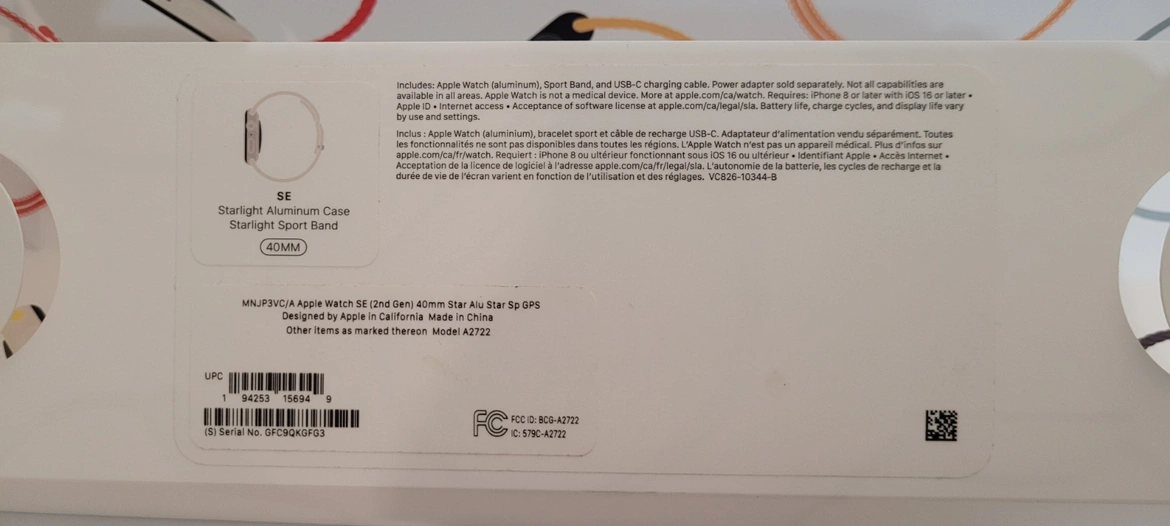 Includes: Apple Watch (aluminum), Sport Band, and USB-C charging cable. Power adapter sold separately. Not all capabilities are
available in all areas. Apple Watch is not a medical device. More at apple.com/ca/watch. Requires: iPhone 8 or later with iOS 16 or later •
Apple ID • Internet access • Acceptance of software license at apple.com/ca/legal/sla. Battery life, charge cycles, and display life vary
by use and settings.
Inclus : Apple Watch (aluminium), bracelet sport et câble de recharge USB-C. Adaptateur d'alimentation vendu séparément. Toutes
les fonctionnalités ne sont pas disponibles dans toutes les régions. L'Apple Watch n'est pas un appareil médical. Plus d'infos sur
apple.com/ca/fr/watch. Requiert : iPhone 8 ou ultérieur fonctionnant sous iOS 16 ou ultérieur • Identifiant Apple • Accès Internet •
Acceptation de la licence de logiciel à l'adresse apple.com/ca/fr/legal/sla. L'autonomie de la batterie, les cycles de recharge et la
durée de vie de l'écran varient en fonction de l'utilisation et des réglages. VC826-10344-B
SE
Starlight Aluminum Case
Starlight Sport Band
40MM
MNJP3VC/A Apple Watch SE (2nd Gen) 40mm Star Alu Star Sp GPS
Designed by Apple in California Made in China
Other items as marked thereon Model A2722
UPC
1 94253 15694 9
(S) Serial No. GFC9QKGFG3
FC FCC ID: BCG-A2722
IC: 579C-A2722